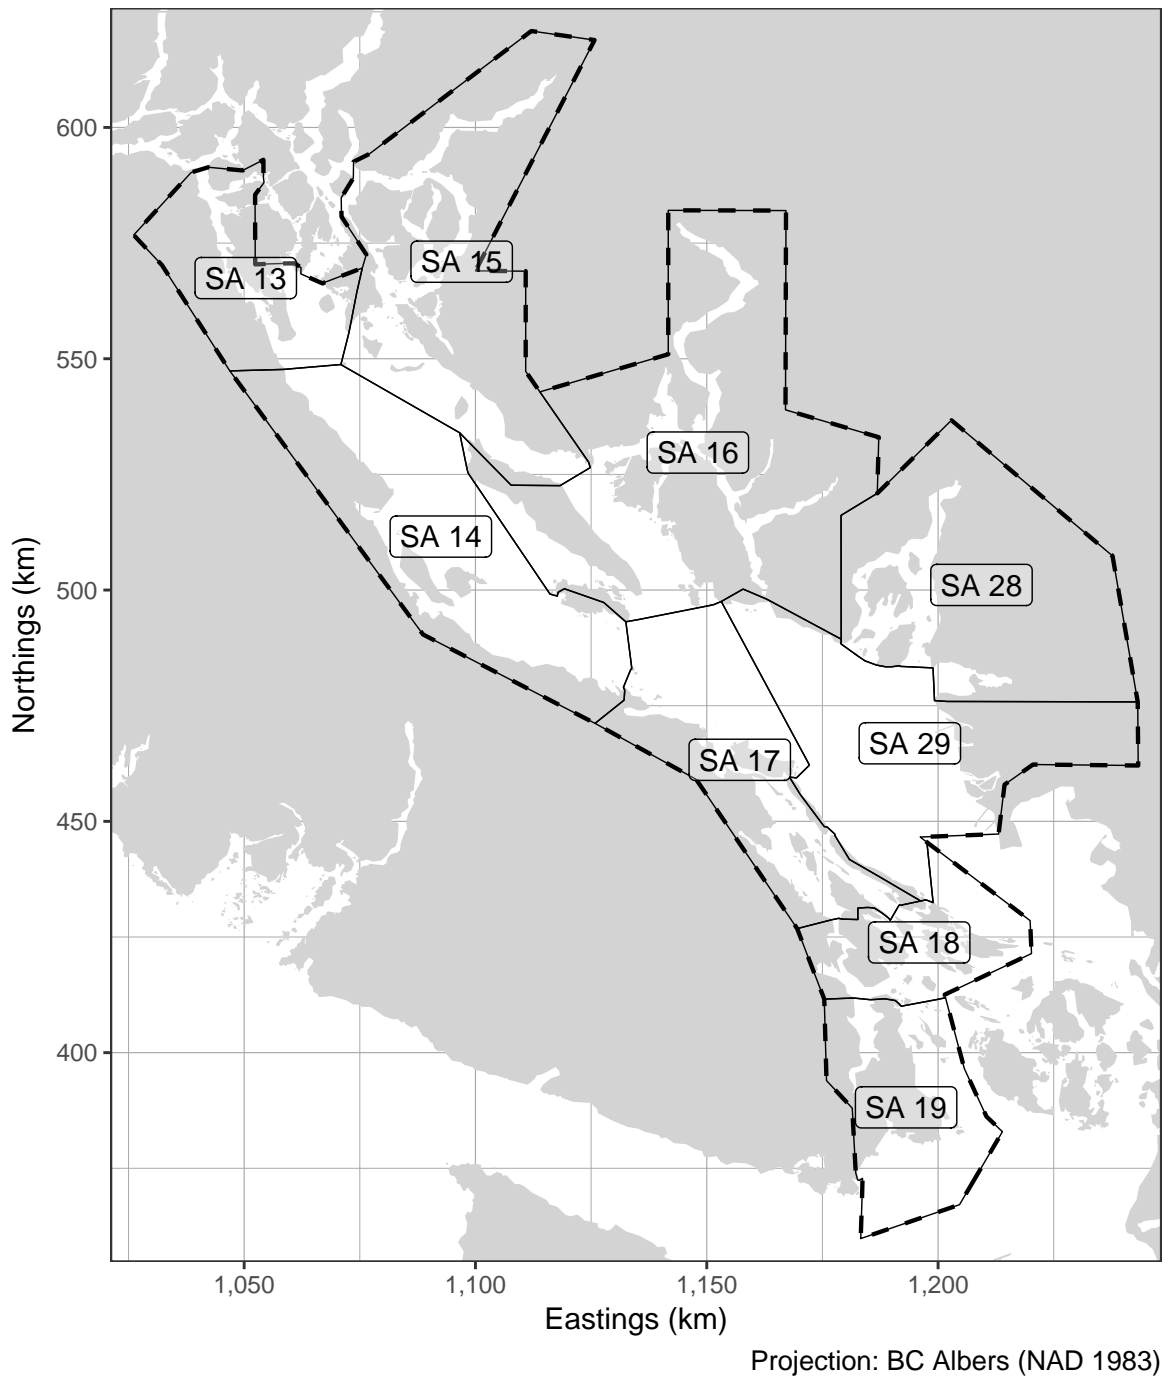 600
550
500
450
400
Northings (km)
SA 15
SA 13
SA 16
SA 14
SA 28
SA 29
SA 17
SA 18
SA 19
1,050
1,100
1,150
1,200
Eastings (km)
Projection: BC Albers (NAD 1983)